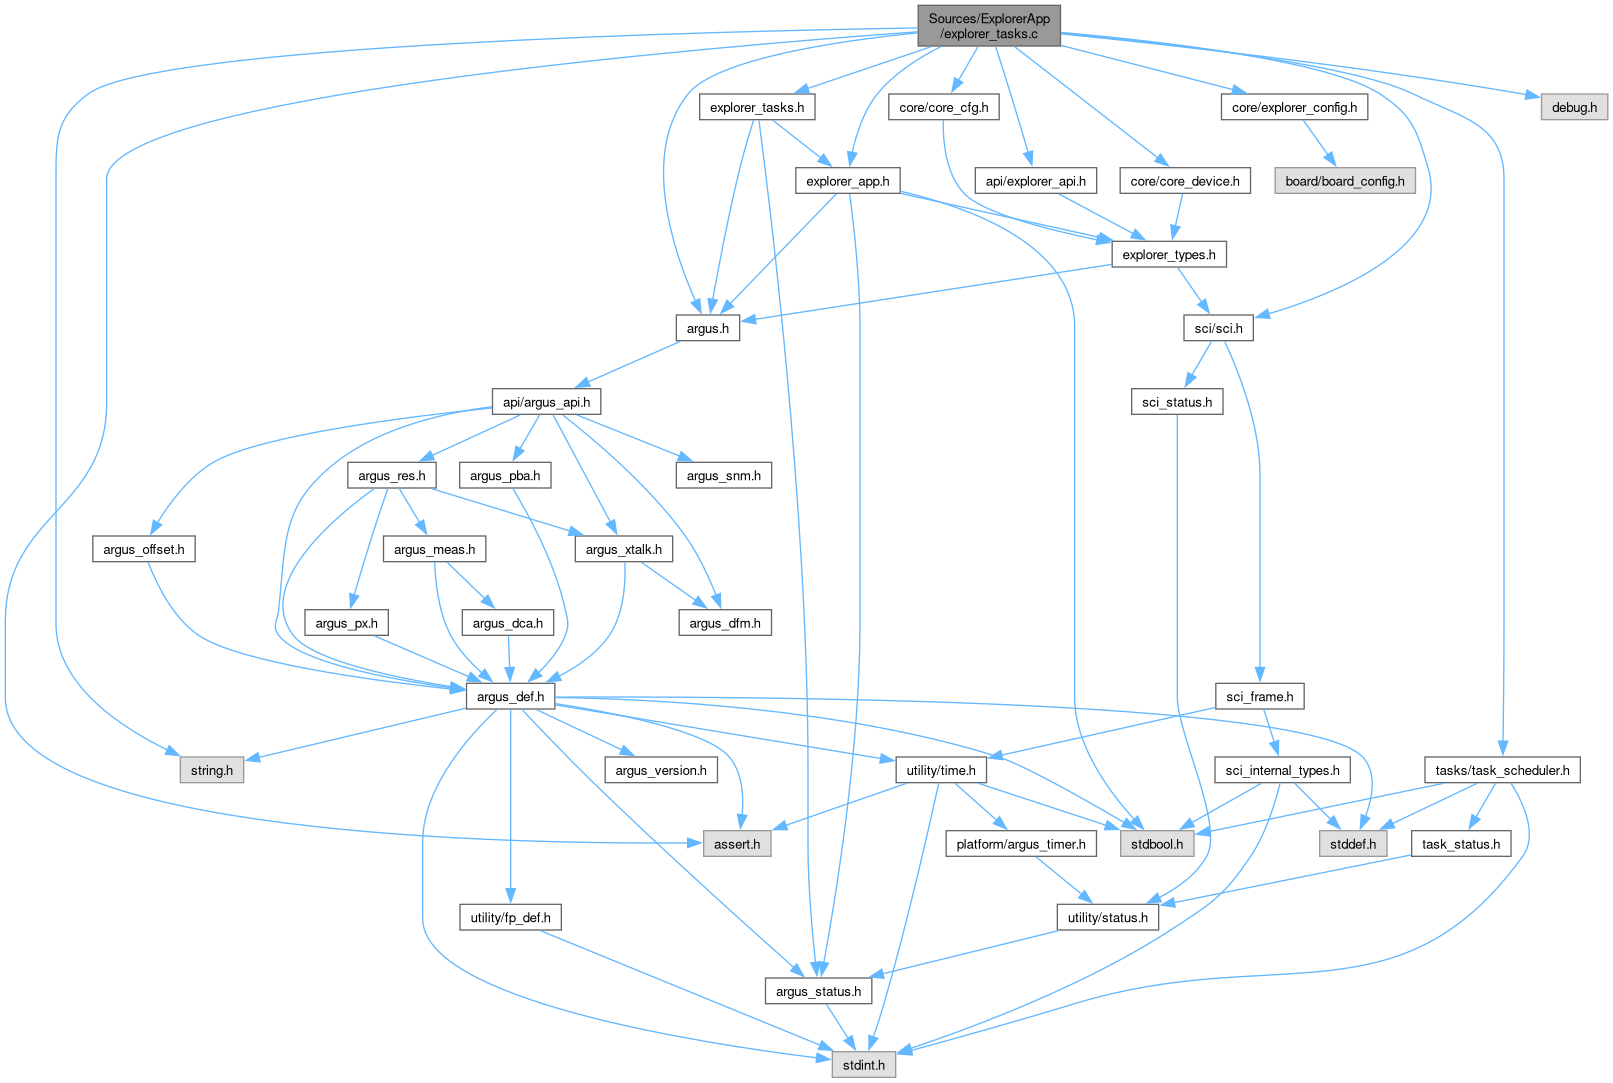 Sources/ExplorerApp
/explorer_tasks.c
explorer_tasks.h
core/core_cfg.h
core/explorer_config.h
debug.h
explorer_app.h
api/explorer_api.h
core/core_device.h
board/board_config.h
explorer_types.h
argus.h
sci/sci.h
api/argus_api.h
sci_status.h
argus_res.h
argus_pba.h
argus_snm.h
argus_offset.h
argus_meas.h
argus_xtalk.h
argus_px.h
argus_dca.h
argus_dfm.h
argus_def.h
sci_frame.h
string.h
argus_version.h
utility/time.h
sci_internal_types.h
tasks/task_scheduler.h
assert.h
platform/argus_timer.h
stdbool.h
stddef.h
task_status.h
utility/fp_def.h
utility/status.h
argus_status.h
stdint.h